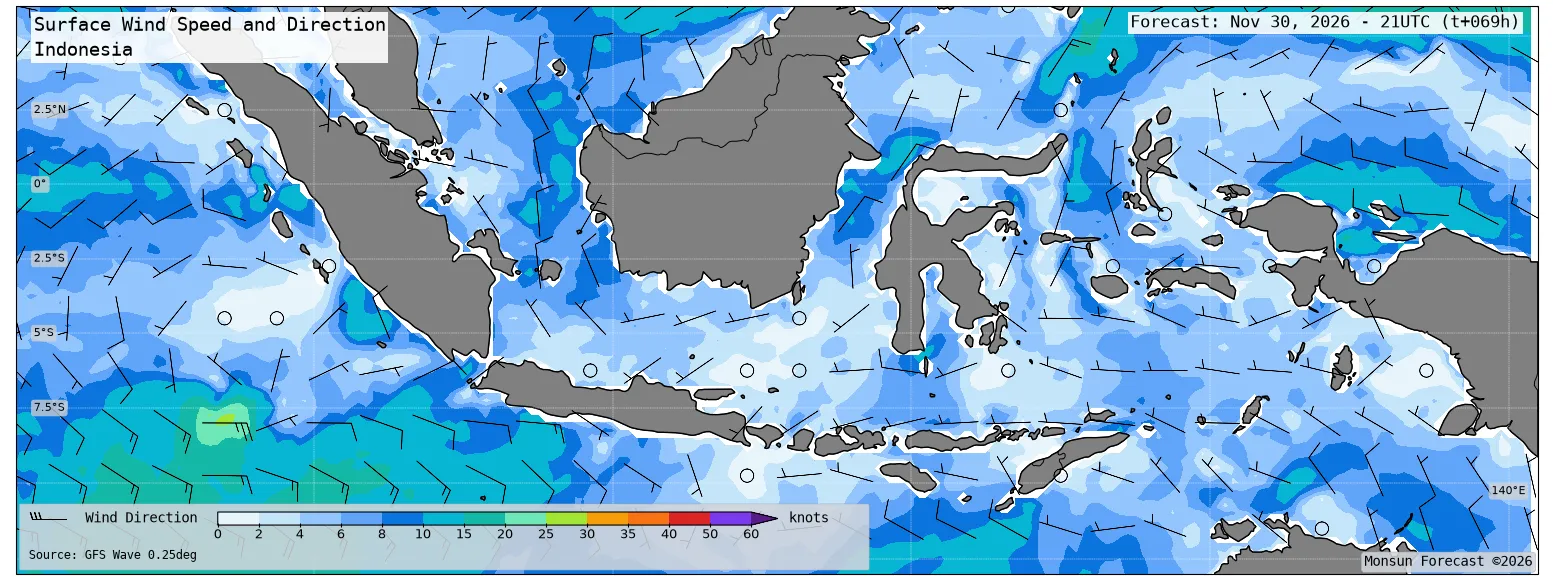 Surface Wind Speed and Direction
Indonesia
Forecast: Nov 30, 2026 - 21UTC (t+069h)
2.5°N
0°
2.5°S
5°S
7.5°S
140°E
Wind Direction
knots
0 2 4 6 8 10 15 20 25 30 35 40 50 60
Source: GFS Wave 0.25deg
Monsun Forecast ©2026